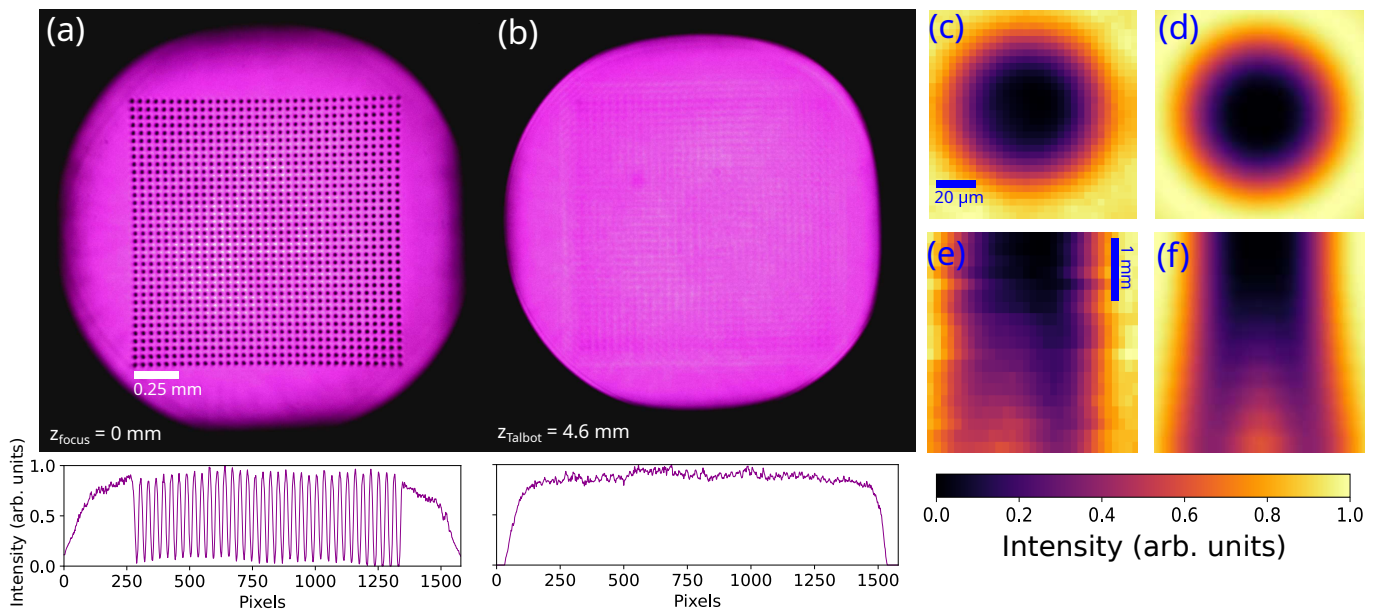 (a)
(b)
(c)
(d)
0.25 mm
z_focus = 0 mm
z_Talbot = 4.6 mm
20 µm
(e)
1 mm
(f)
Intensity (arb. units)
1.0
0.5
0.0
0 250 500 750 1000 1250 1500
Pixels
0 250 500 750 1000 1250 1500
Pixels
0.0 0.2 0.4 0.6 0.8 1.0
Intensity (arb. units)